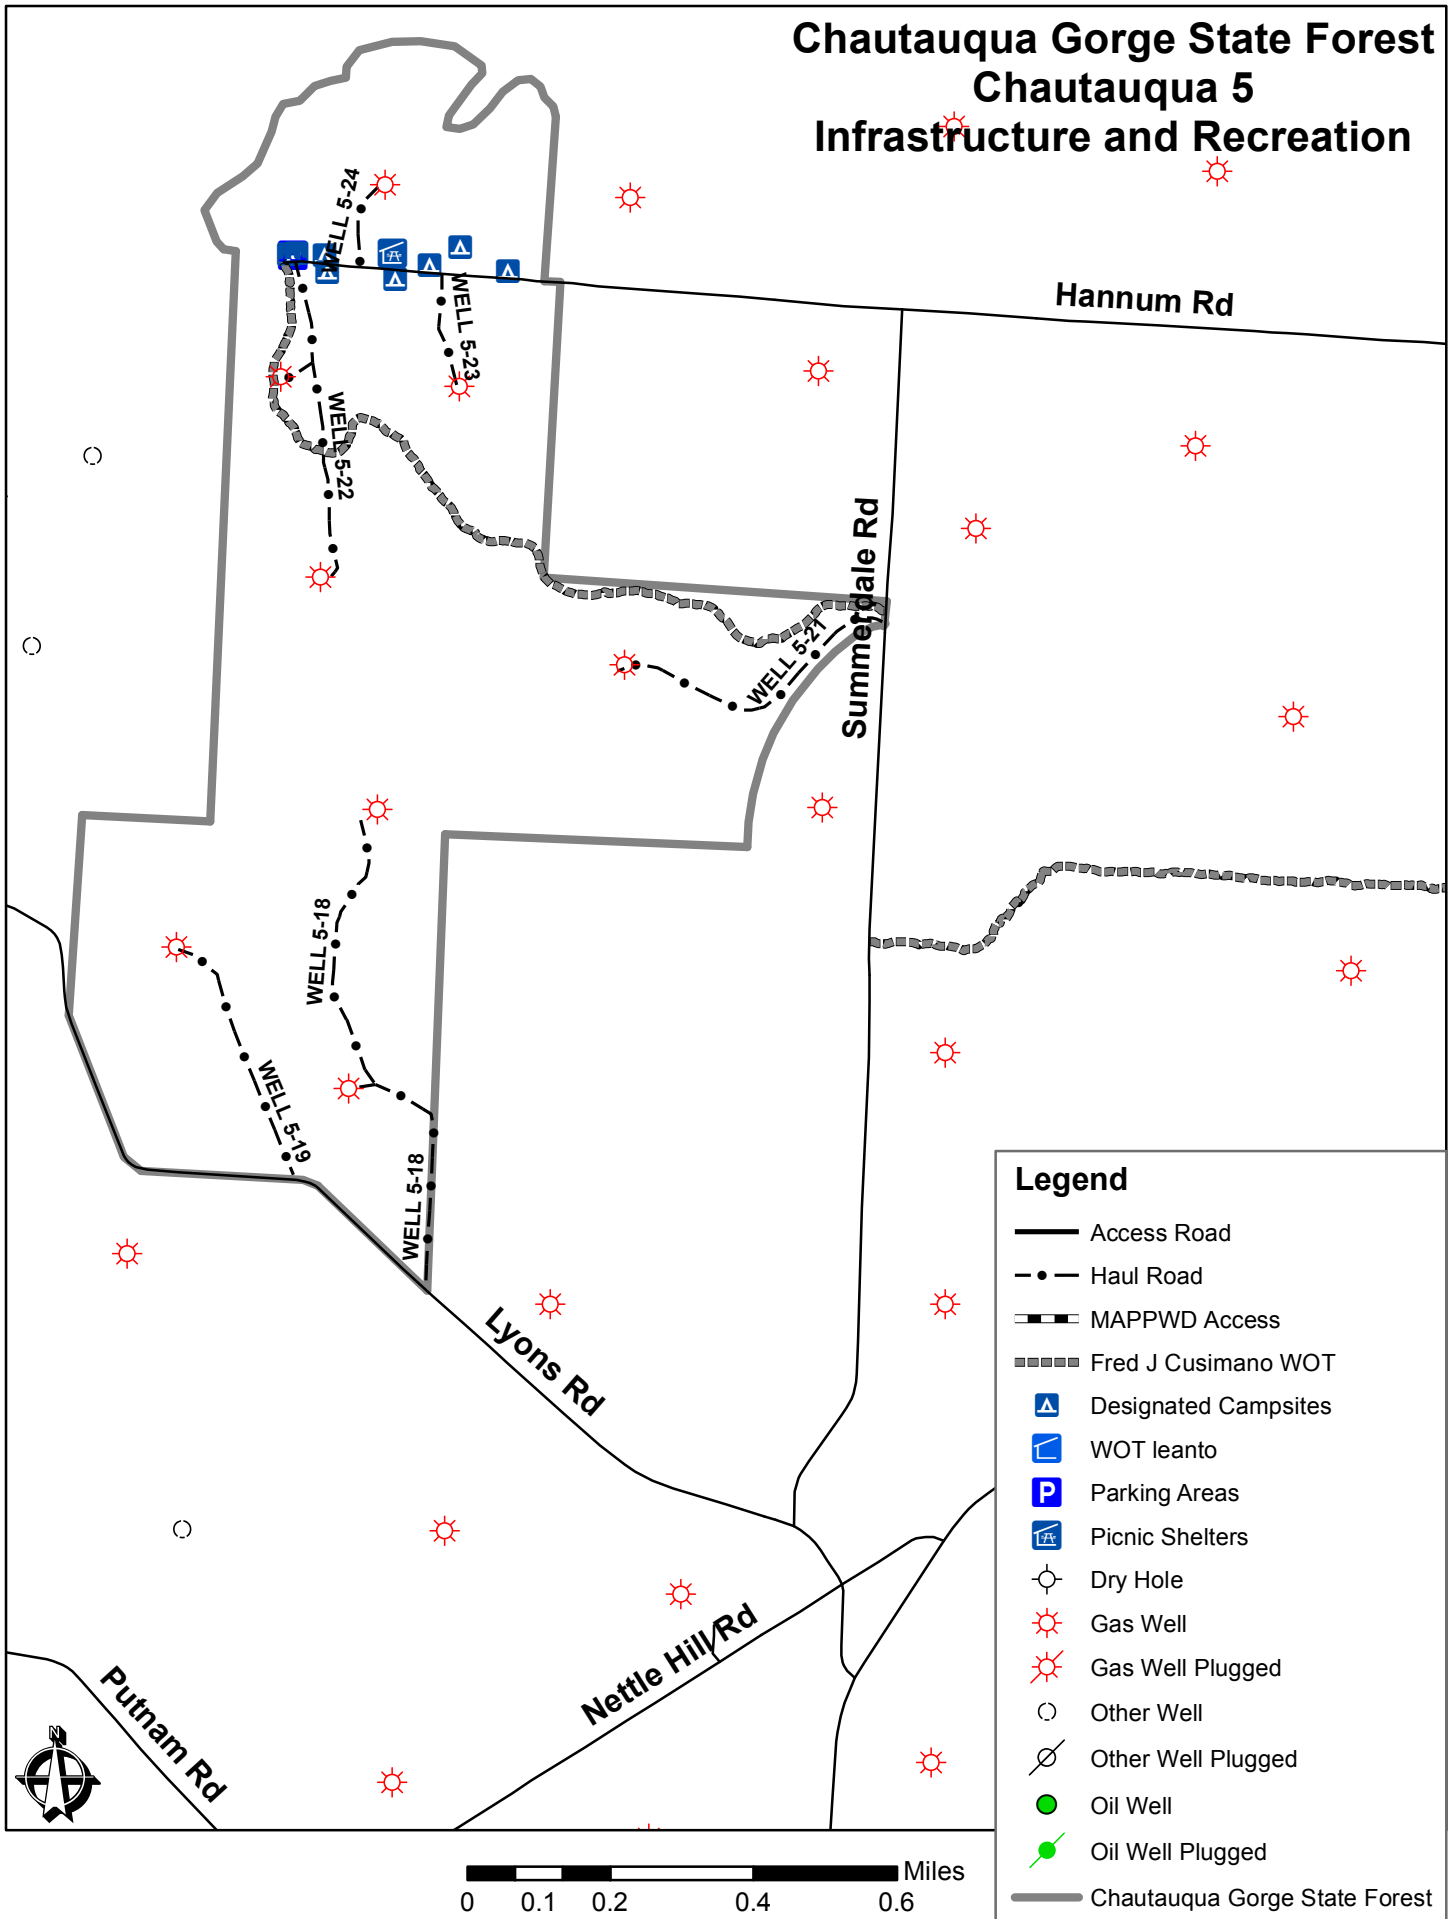 Chautauqua Gorge State Forest
Chautauqua 5
Infrastructure and Recreation
WELL 5-24
WELL 5-23
Hannum Rd
WELL 5-22
Summerdale Rd
WELL 5-21
WELL 5-18
WELL 5-19
WELL 5-18
Lyons Rd
Nettle Hill Rd
Putnam Rd
N
Legend
Access Road
Haul Road
MAPPWD Access
Fred J Cusimano WOT
Designated Campsites
WOT leanto
P Parking Areas
Picnic Shelters
Dry Hole
Gas Well
Gas Well Plugged
Other Well
Other Well Plugged
Oil Well
Oil Well Plugged
Chautauqua Gorge State Forest
Miles
0 0.1 0.2 0.4 0.6